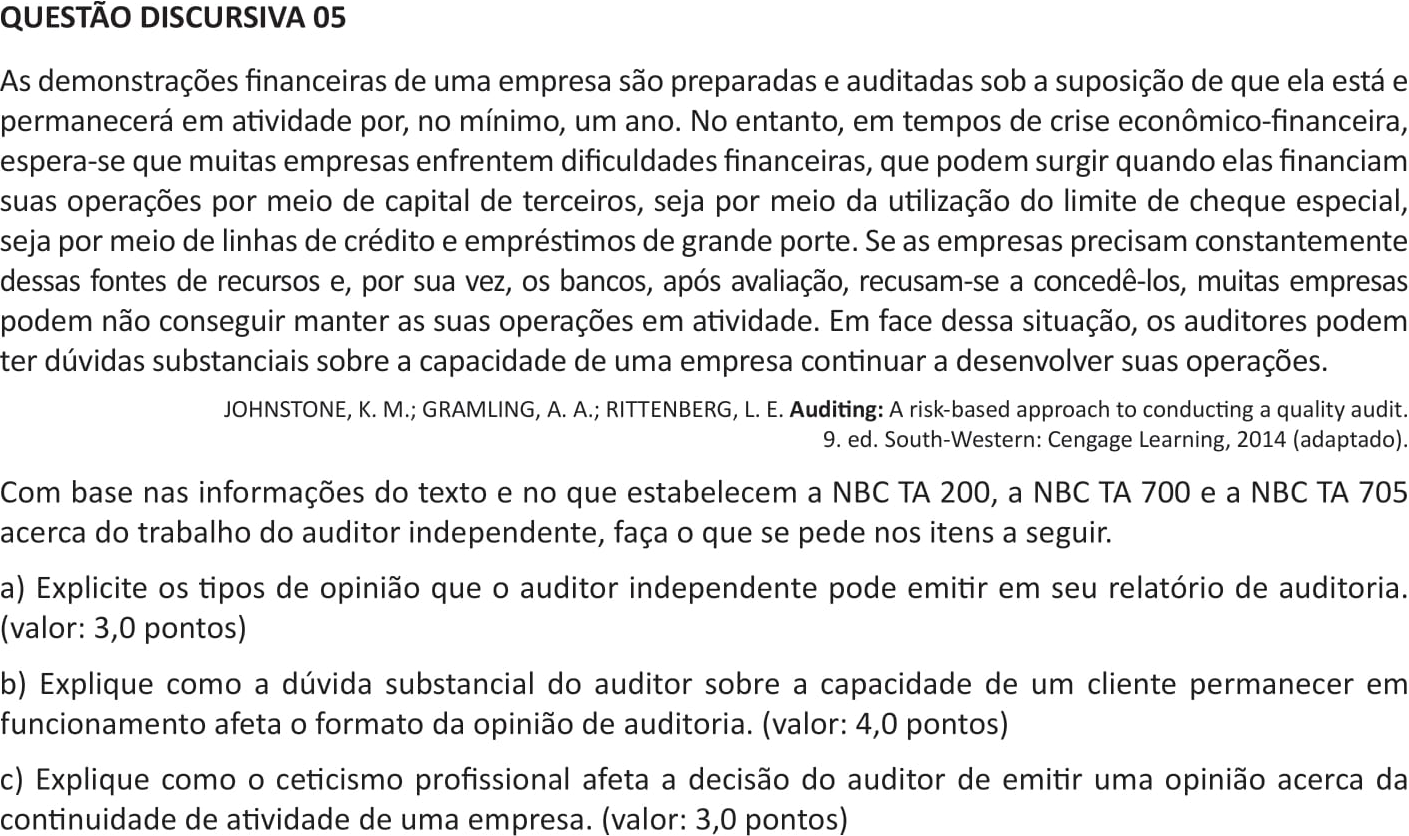 QUESTÃO DISCURSIVA 05
As demonstrações financeiras de uma empresa são preparadas e auditadas sob a suposição de que ela está e
permanecerá em atividade por, no mínimo, um ano. No entanto, em tempos de crise econômico-financeira,
espera-se que muitas empresas enfrentem dificuldades financeiras, que podem surgir quando elas financiam
suas operações por meio de capital de terceiros, seja por meio da utilização do limite de cheque especial,
seja por meio de linhas de crédito e empréstimos de grande porte. Se as empresas precisam constantemente
dessas fontes de recursos e, por sua vez, os bancos, após avaliação, recusam-se a concedê-los, muitas empresas
podem não conseguir manter as suas operações em atividade. Em face dessa situação, os auditores podem
ter dúvidas substanciais sobre a capacidade de uma empresa continuar a desenvolver suas operações.
JOHNSTONE, K. M.; GRAMLING, A. A.; RITTENBERG, L. E. Auditing: A risk-based approach to conducting a quality audit.
9. ed. South-Western: Cengage Learning, 2014 (adaptado).
Com base nas informações do texto e no que estabelecem a NBC TA 200, a NBC TA 700 e a NBC TA 705
acerca do trabalho do auditor independente, faça o que se pede nos itens a seguir.
a) Explicite os tipos de opinião que o auditor independente pode emitir em seu relatório de auditoria.
(valor: 3,0 pontos)
b) Explique como a dúvida substancial do auditor sobre a capacidade de um cliente permanecer em
funcionamento afeta o formato da opinião de auditoria. (valor: 4,0 pontos)
c) Explique como o ceticismo profissional afeta a decisão do auditor de emitir uma opinião acerca da
continuidade de atividade de uma empresa. (valor: 3,0 pontos)